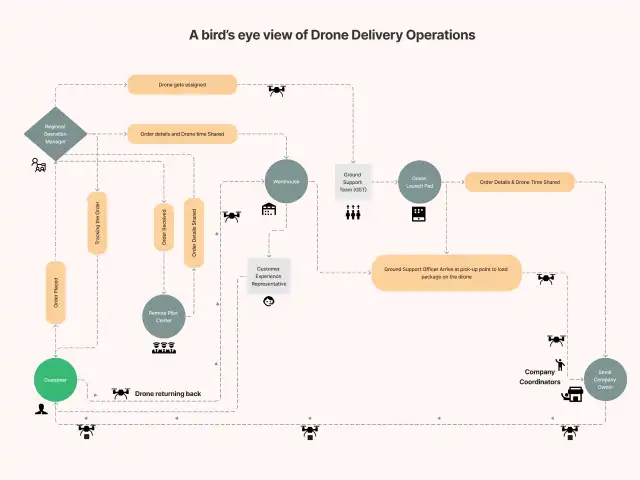 A bird's eye view of Drone Delivery Operations
Drone gets assigned
Regional
Operation
Manager
Order details and Drone time Shared
Warehouse
Ground
Support
Team (GST)
Drone
Launch Pad
Order Details & Drone Time Shared
Tracking the Order
Order Received
Order Details Shared
Order Placed
Customer
Experience
Representative
Ground Support Officer Arrive at pick-up point to load
package on the drone
Remote Pilot
Center
Customer
Drone returning back
Company
Coordinators
Small
Company
Owner